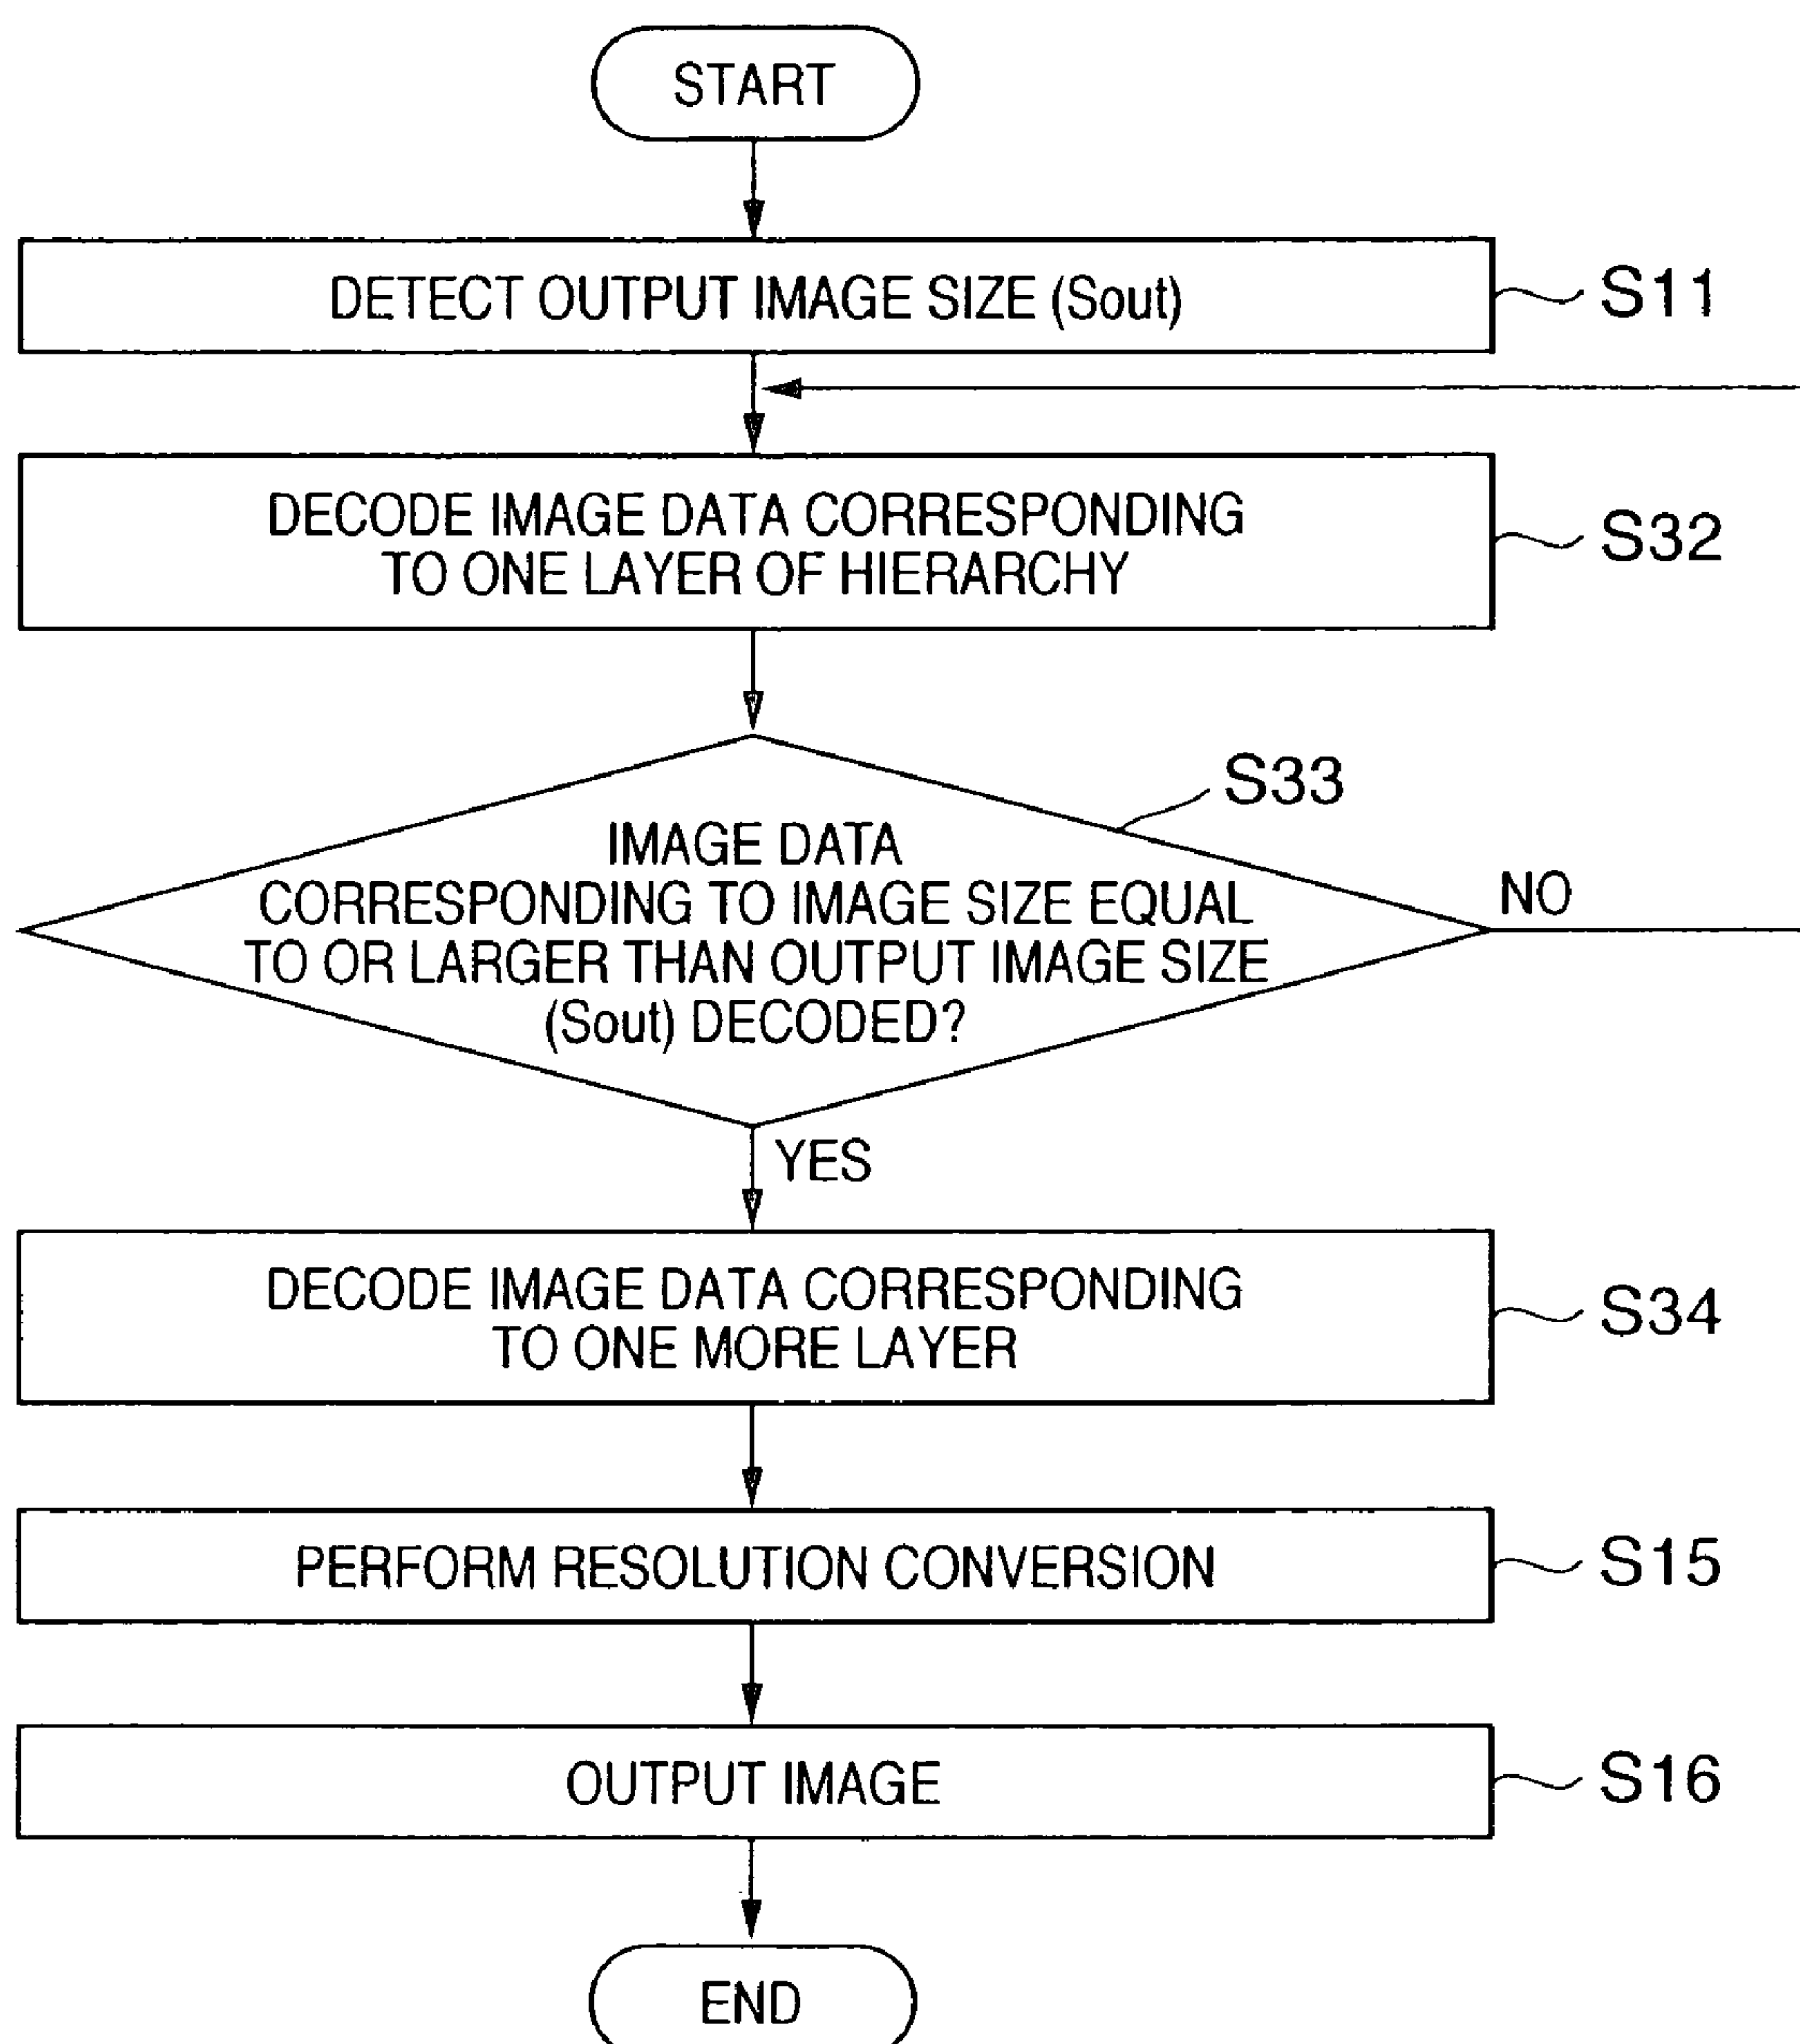 START
DETECT OUTPUT IMAGE SIZE (Sout)
S11
DECODE IMAGE DATA CORRESPONDING
TO ONE LAYER OF HIERARCHY
S32
S33
IMAGE DATA
CORRESPONDING TO IMAGE SIZE EQUAL
TO OR LARGER THAN OUTPUT IMAGE SIZE
(Sout) DECODED?
NO
YES
DECODE IMAGE DATA CORRESPONDING
TO ONE MORE LAYER
S34
PERFORM RESOLUTION CONVERSION
S15
OUTPUT IMAGE
S16
END